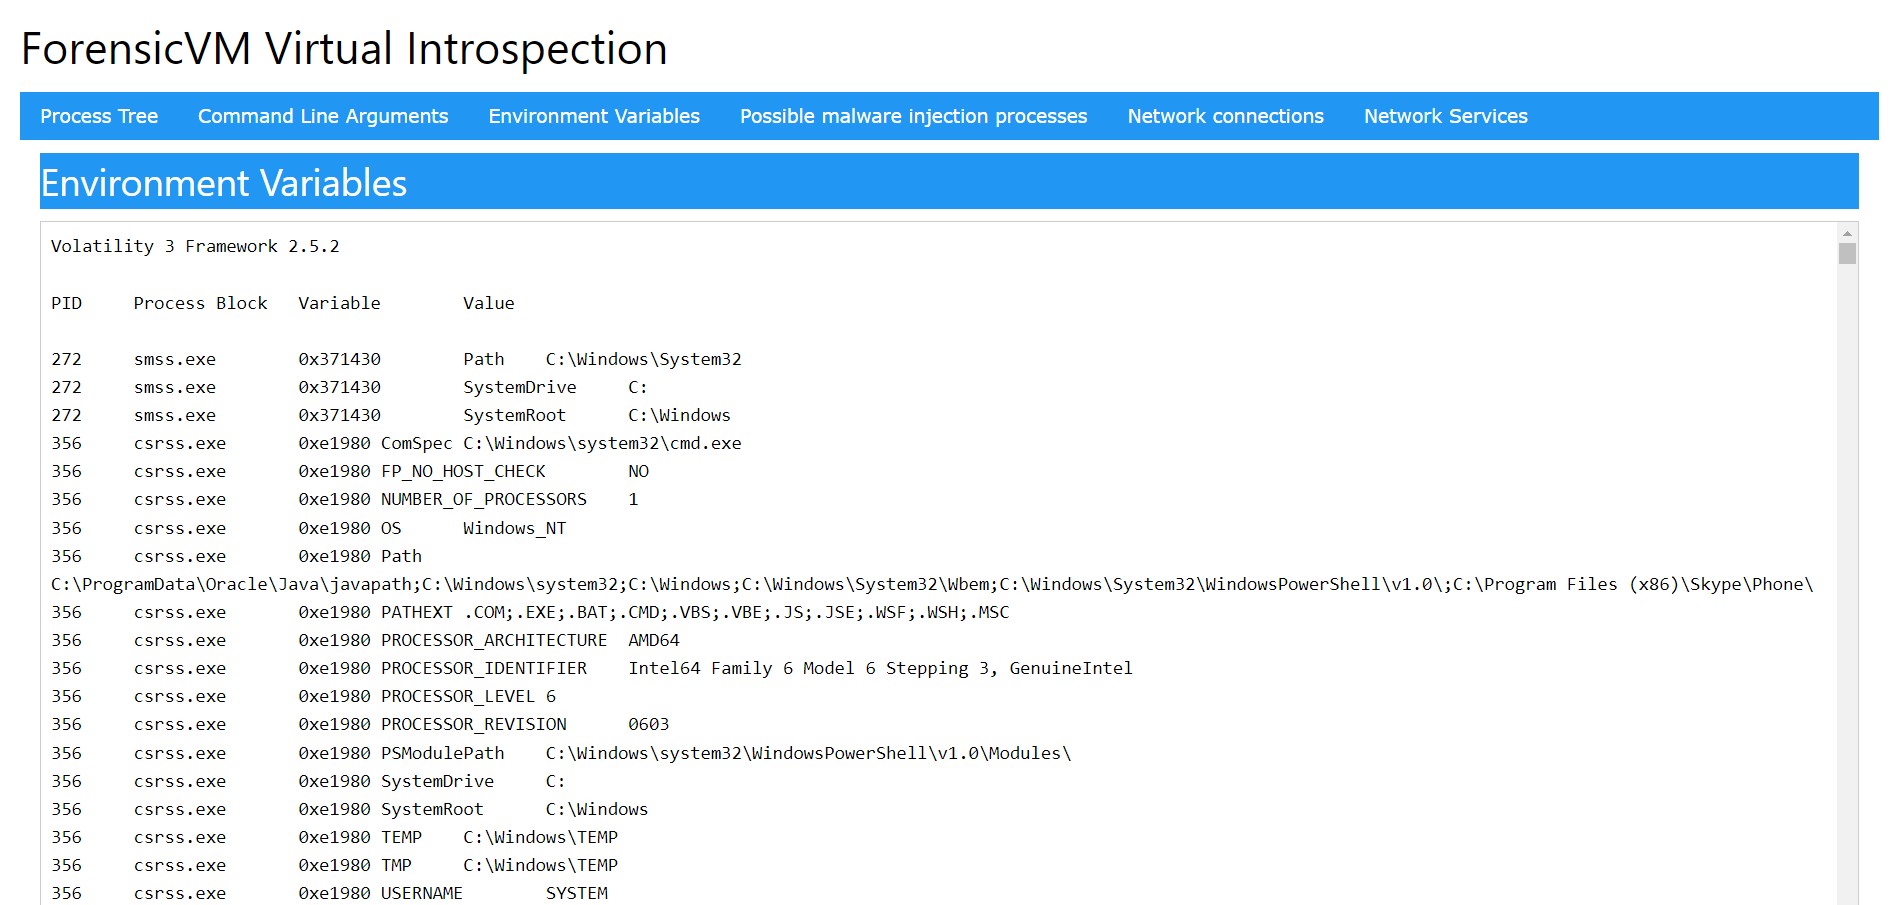 ForensicVM Virtual Introspection
Process Tree Command Line Arguments Environment Variables Possible malware injection processes Network connections Network Services
Environment Variables
Volatility 3 Framework 2.5.2
PID Process Block Variable Value
272 smss.exe 0x371430 Path C:\Windows\System32
272 smss.exe 0x371430 SystemDrive C:
272 smss.exe 0x371430 SystemRoot C:\Windows
356 csrss.exe 0xe1980 ComSpec C:\Windows\system32\cmd.exe
356 csrss.exe 0xe1980 FP_NO_HOST_CHECK NO
356 csrss.exe 0xe1980 NUMBER_OF_PROCESSORS 1
356 csrss.exe 0xe1980 OS Windows_NT
356 csrss.exe 0xe1980 Path
C:\ProgramData\Oracle\Java\javapath;C:\Windows\system32;C:\Windows;C:\Windows\System32\Wbem;C:\Windows\System32\WindowsPowerShell\v1.0\;C:\Program Files (x86)\Skype\Phone\
356 csrss.exe 0xe1980 PATHEXT .COM;.EXE;.BAT;.CMD;.VBS;.VBE;.JS;.JSE;.WSF;.WSH;.MSC
356 csrss.exe 0xe1980 PROCESSOR_ARCHITECTURE AMD64
356 csrss.exe 0xe1980 PROCESSOR_IDENTIFIER Intel64 Family 6 Model 6 Stepping 3, GenuineIntel
356 csrss.exe 0xe1980 PROCESSOR_LEVEL 6
356 csrss.exe 0xe1980 PROCESSOR_REVISION 0603
356 csrss.exe 0xe1980 PSModulePath C:\Windows\system32\WindowsPowerShell\v1.0\Modules\
356 csrss.exe 0xe1980 SystemDrive C:
356 csrss.exe 0xe1980 SystemRoot C:\Windows
356 csrss.exe 0xe1980 TEMP C:\Windows\TEMP
356 csrss.exe 0xe1980 TMP C:\Windows\TEMP
356 csrss.exe 0xe1980 USERNAME SYSTEM